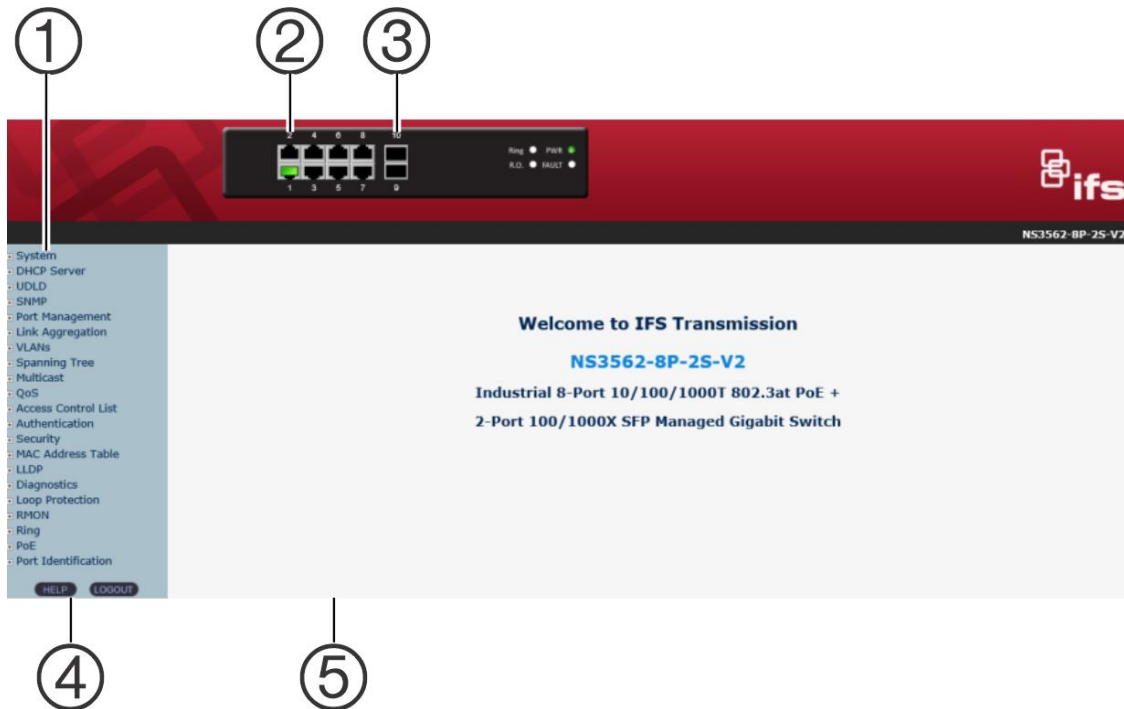 1 2 3
2 4 6 8 10
Ring PWR
R.O. FAULT
1 3 5 7 9
ifs
NS3562-8P-2S-V2
System
DHCP Server
UDLD
SNMP
Port Management
Link Aggregation
VLANs
Spanning Tree
Multicast
QoS
Access Control List
Authentication
Security
MAC Address Table
LLDP
Diagnostics
Loop Protection
RMON
Ring
PoE
Port Identification
HELP LOGOUT
Welcome to IFS Transmission
NS3562-8P-2S-V2
Industrial 8-Port 10/100/1000T 802.3at PoE +
2-Port 100/1000X SFP Managed Gigabit Switch
4 5